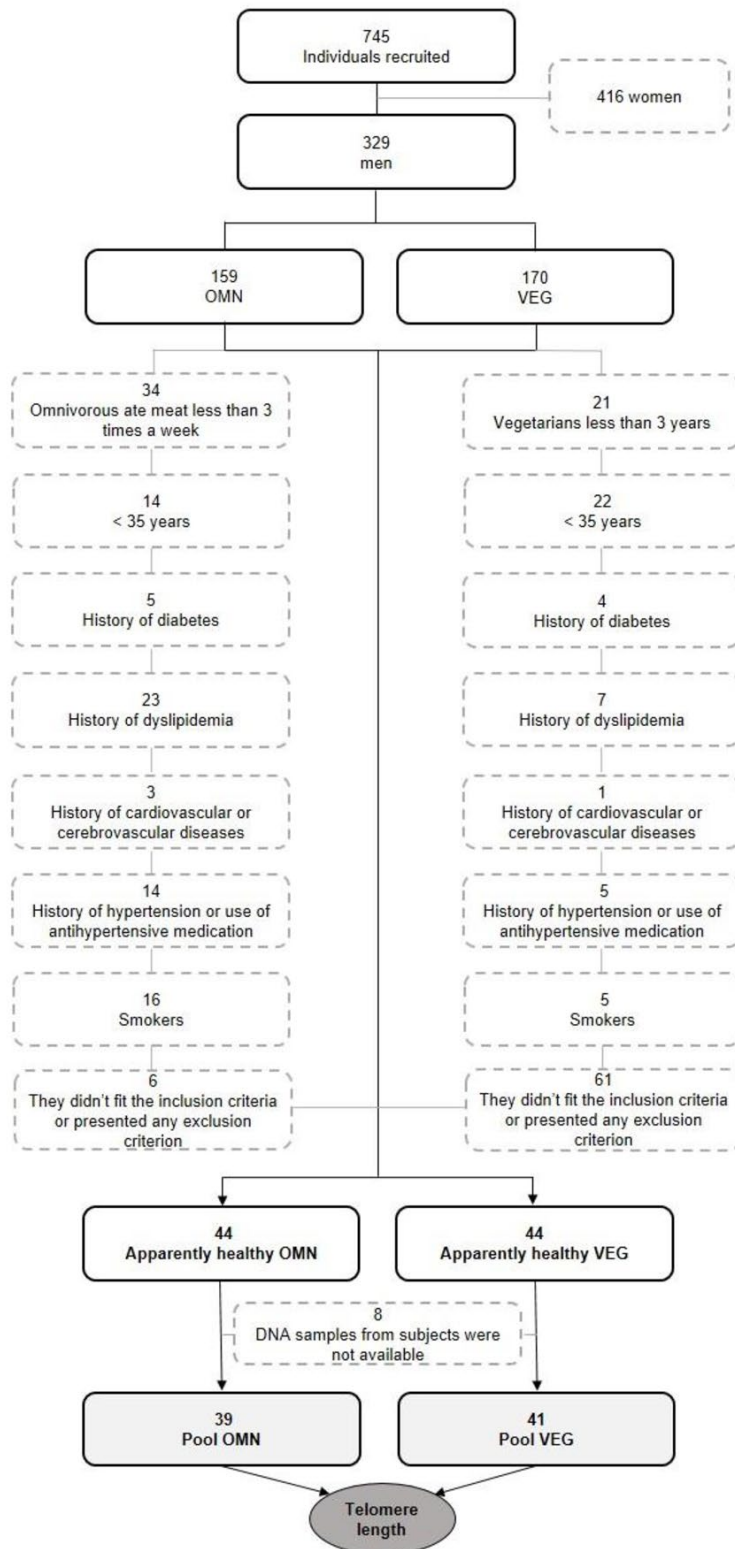 745
Individuals recruited
416 women
329
men
159
OMN
170
VEG
34
Omnivorous ate meat less than 3
times a week
21
Vegetarians less than 3 years
14
< 35 years
22
< 35 years
5
History of diabetes
4
History of diabetes
23
History of dyslipidemia
7
History of dyslipidemia
3
History of cardiovascular or
cerebrovascular diseases
1
History of cardiovascular or
cerebrovascular diseases
14
History of hypertension or use of
antihypertensive medication
5
History of hypertension or use of
antihypertensive medication
16
Smokers
5
Smokers
6
They didn't fit the inclusion criteria
or presented any exclusion
criterion
61
They didn't fit the inclusion criteria
or presented any exclusion
criterion
44
Apparently healthy OMN
44
Apparently healthy VEG
8
DNA samples from subjects were
not available
39
Pool OMN
41
Pool VEG
Telomere
length